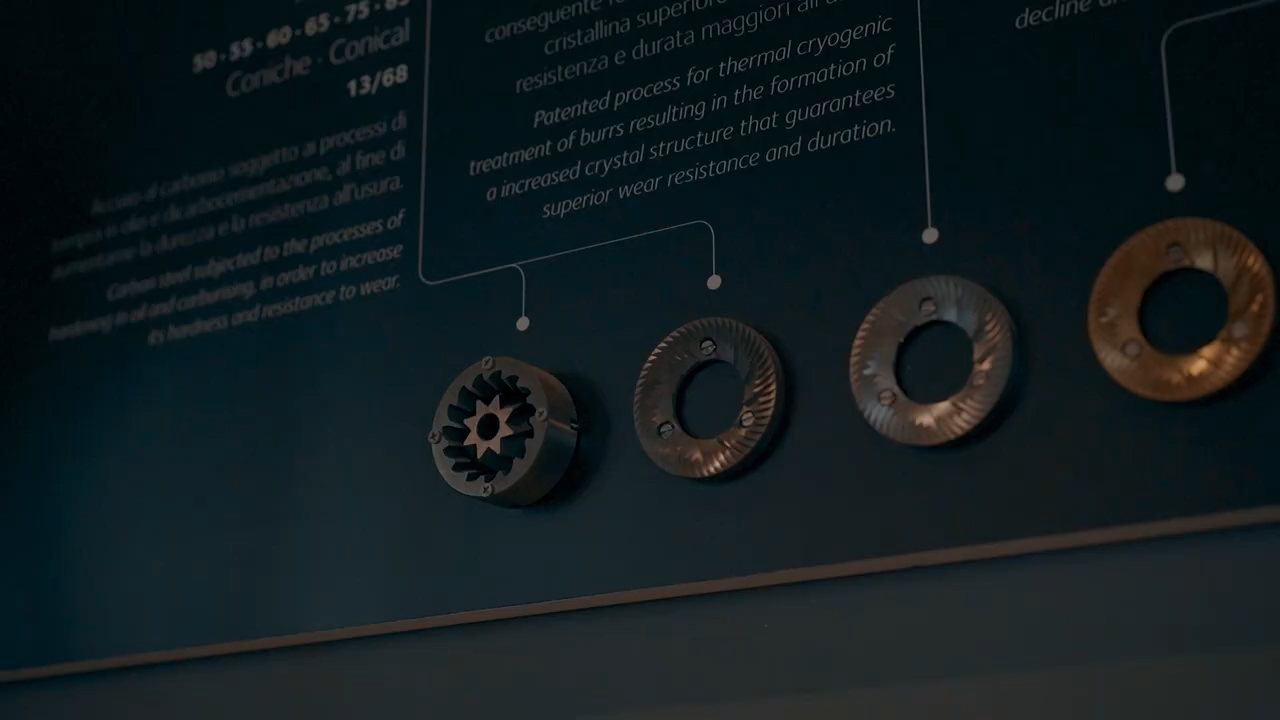 50 · 55 · 60 · 65 · 75 · 83
Coniche · Conical
13/68
Acciaio al carbonio soggetto ai processi di
tempra in olio e di carbocementazione, al fine di
aumentarne la durezza e la resistenza all'usura.
Carbon steel subjected to the processes of
hardening in oil and carburising, in order to increase
its hardness and resistance to wear.
conseguente
cristallina superiore
resistenza e durata maggiori
Patented process for thermal cryogenic
treatment of burrs resulting in the formation of
a increased crystal structure that guarantees
superior wear resistance and duration.
decline